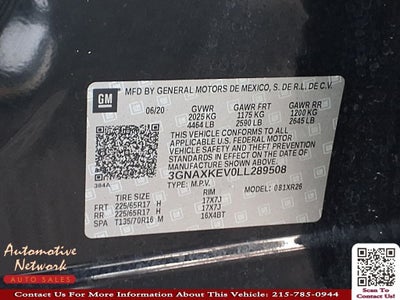 GM
MFD BY GENERAL MOTORS DE MEXICO, S. DE R.L. DE C.V.
06/20 GVWR GAWR FRT GAWR RR
2025 KG 1175 KG 1200 KG
4464 LB 2590 LB 2645 LB
THIS VEHICLE CONFORMS TO ALL
APPLICABLE U.S. FEDERAL MOTOR
VEHICLE SAFETY AND THEFT PREVENTION
STANDARDS IN EFFECT ON THE DATE OF
MANUFACTURE SHOWN ABOVE.
3GNAXKEV0LL289508
TYPE: M.P.V. MODEL: 081XR26
384A
TIRE SIZE RIM
FRT 225/65R17 H 17X7J
RR 225/65R17 H 17X7J
SPA T135/70R16 M 16X4BT
Automotive
Network
AUTO SALES
Scan To
Contact Us!
Contact Us For More Information About This Vehicle: 215-785-0944